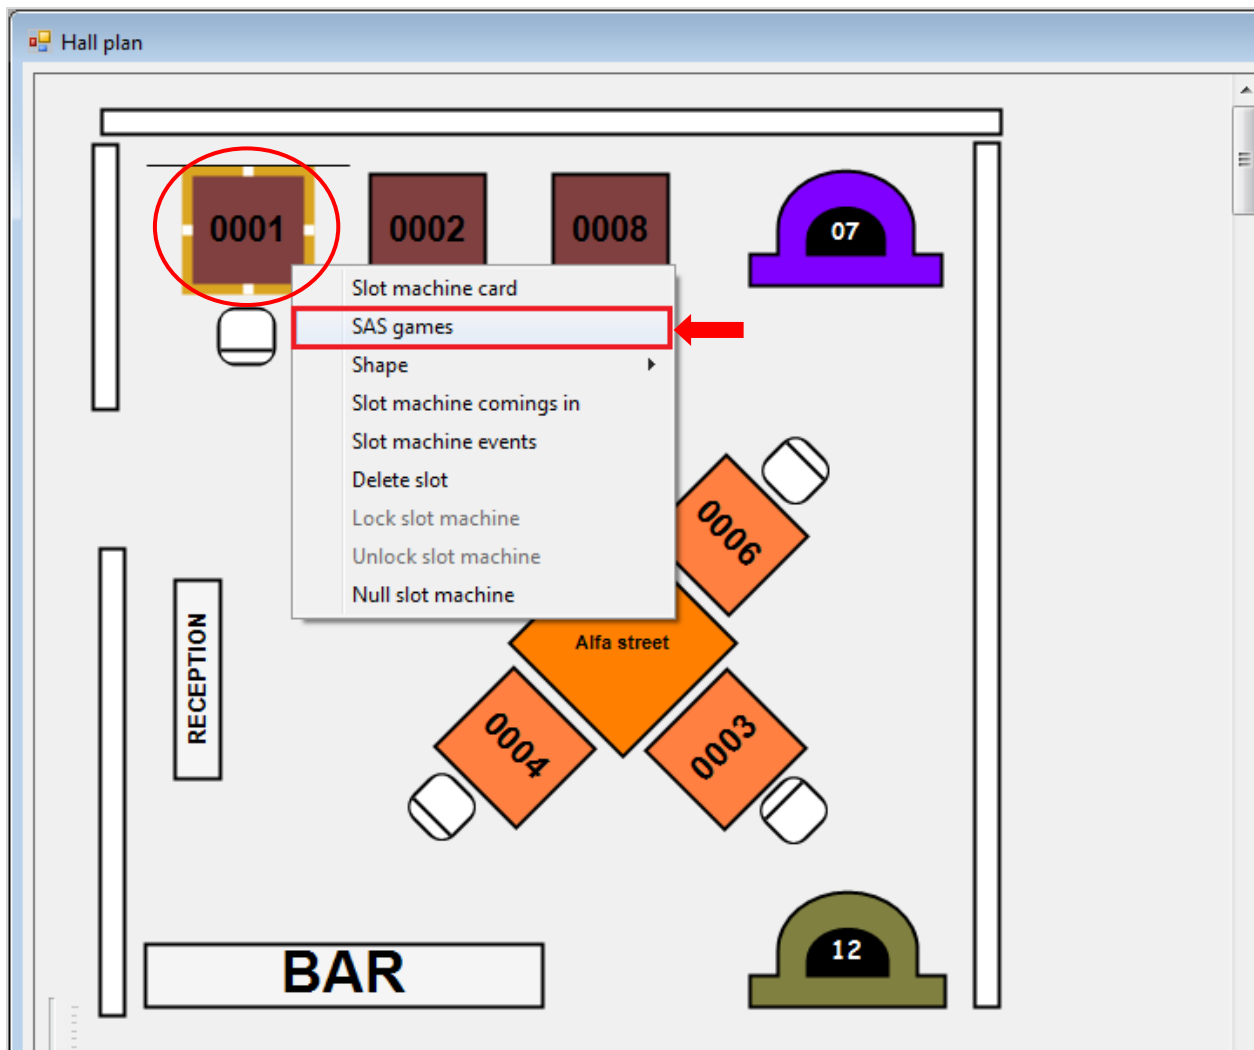 Hall plan
0001
0002
0008
07
Slot machine card
SAS games
Shape
Slot machine comings in
Slot machine events
Delete slot
Lock slot machine
Unlock slot machine
Null slot machine
0006
Alfa street
RECEPTION
0004
0003
BAR
12